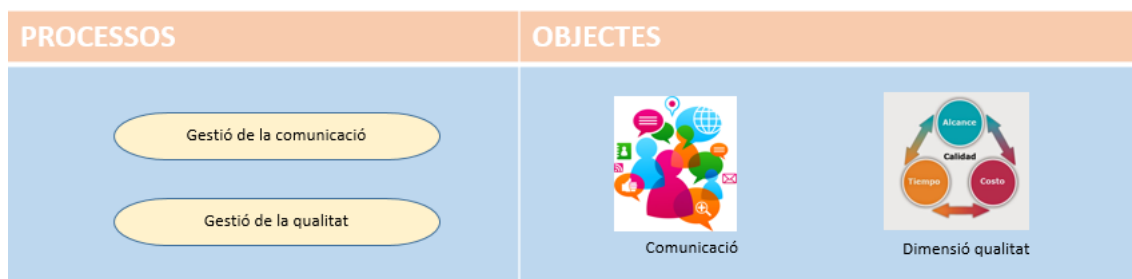 PROCESSOS
OBJECTES
Gestió de la comunicació
Gestió de la qualitat
Alcance
Calidad
Tiempo
Costo
Comunicació
Dimensió qualitat